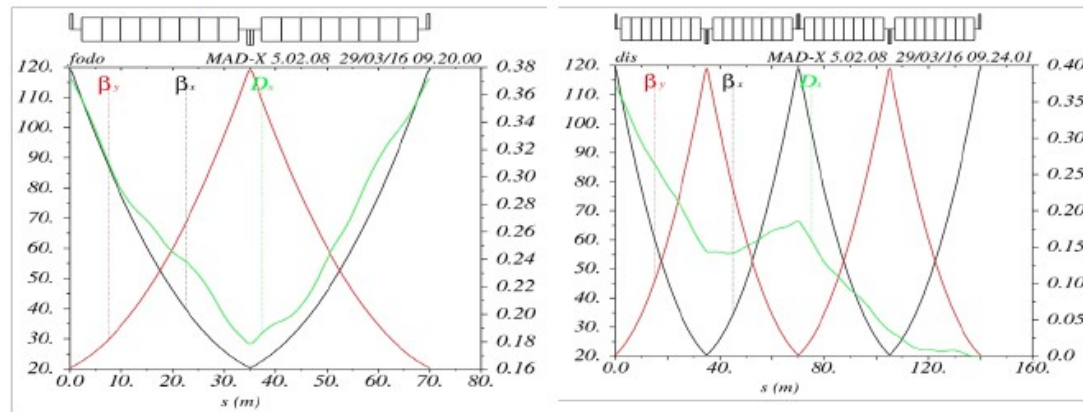 fodo MAD-X 5.02.08 29/03/16 09.20.00
120. 0.38
110. 0.36
100. 0.34
90. 0.32
80. 0.30
70. 0.28
60. 0.26
50. 0.24
40. 0.22
30. 0.20
20. 0.18
0.16
βy βx Dx
0.0 10. 20. 30. 40. 50. 60. 70. 80.
s (m)
dis MAD-X 5.02.08 29/03/16 09.24.01
120. 0.40
110. 0.35
100. 0.30
90. 0.25
80. 0.20
70. 0.15
60. 0.10
50. 0.05
40. 0.0
30.
20.
βy βx Dx
0.0 40. 80. 120. 160.
s (m)